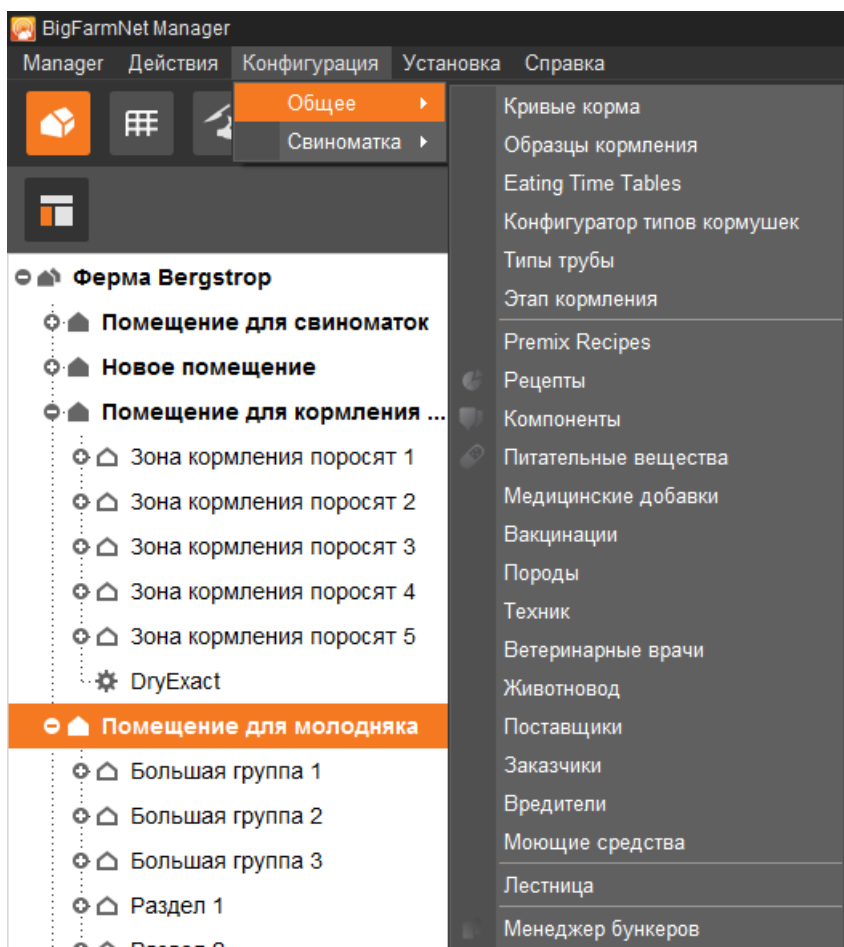 BigFarmNet Manager
Manager Действия Конфигурация Установка Справка
Общее
Свиноматка
Кривые корма
Образцы кормления
Eating Time Tables
Конфигуратор типов кормушек
Типы трубы
Этап кормления
Premix Recipes
Рецепты
Компоненты
Питательные вещества
Медицинские добавки
Вакцинации
Породы
Техник
Ветеринарные врачи
Животновод
Поставщики
Заказчики
Вредители
Моющие средства
Лестница
Менеджер бункеров
Ферма Bergstrop
Помещение для свиноматок
Новое помещение
Помещение для кормления ...
Зона кормления поросят 1
Зона кормления поросят 2
Зона кормления поросят 3
Зона кормления поросят 4
Зона кормления поросят 5
DryExact
Помещение для молодняка
Большая группа 1
Большая группа 2
Большая группа 3
Раздел 1